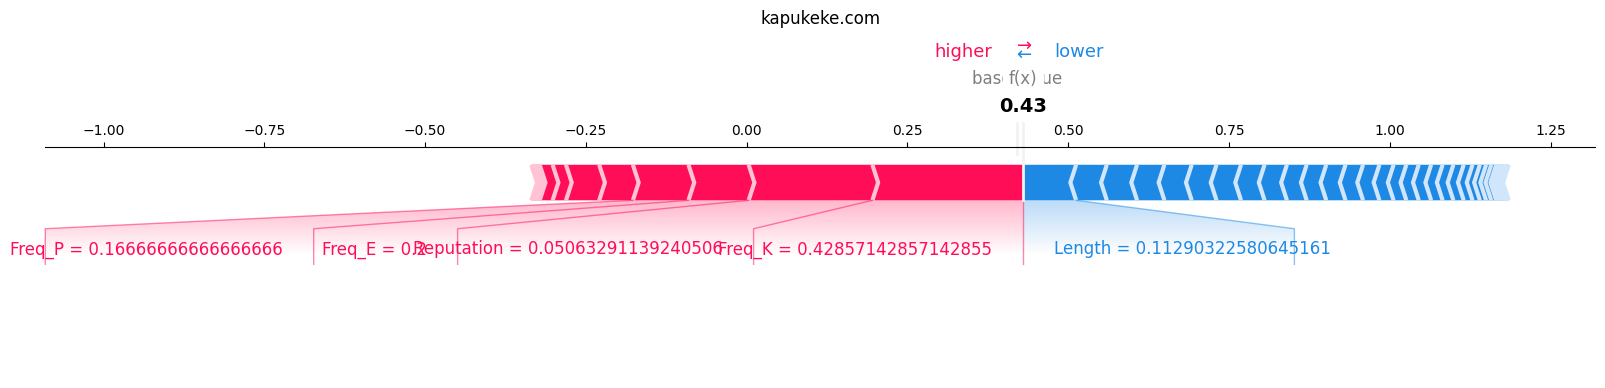 kapukeke.com
higher → lower
←
f(x)
0.43
−1.00 −0.75 −0.50 −0.25 0.00 0.25 0.50 0.75 1.00 1.25
Freq_P = 0.16666666666666666 Freq_E = 0.2 Reputation = 0.05063291139240506 Freq_K = 0.42857142857142855 Length = 0.11290322580645161